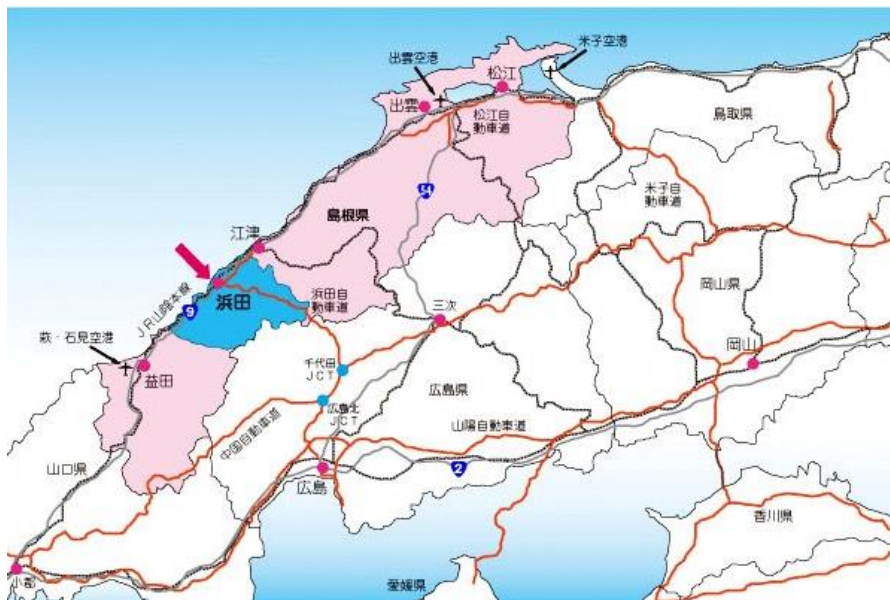 米子空港
出雲空港
松江
出雲
松江自
動車道
鳥取県
54
米子自
動車道
島根県
江津
岡山県
浜田自
動車道
浜田
JR山陰本線
9
三次
萩・石見空港
千代田
JCT
岡山
益田
広島県
広島北
JCT
山陽自動車道
中国自動車道
山口県
広島
2
香川県
小郡
愛媛県